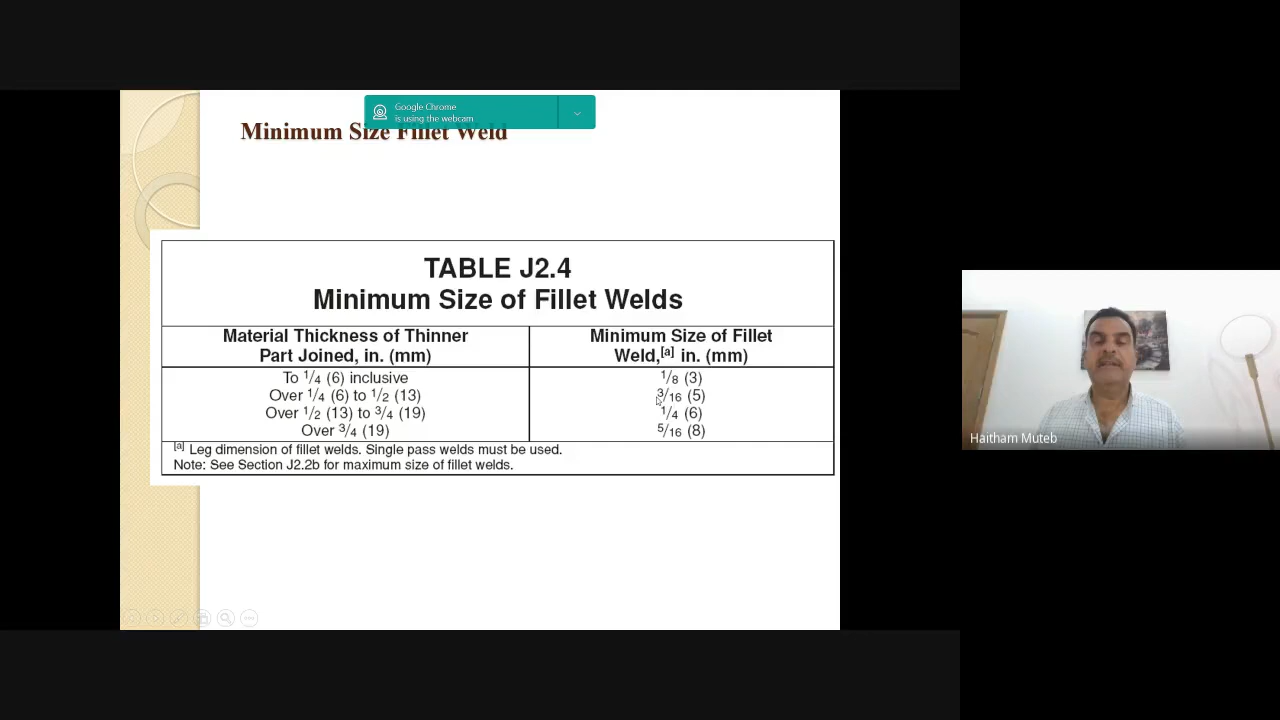 Google Chrome
is using the webcam
Minimum Size Fillet Weld
TABLE J2.4
Minimum Size of Fillet Welds
Material Thickness of Thinner
Part Joined, in. (mm)
Minimum Size of Fillet
Weld,[a] in. (mm)
To 1/4 (6) inclusive
1/8 (3)
Over 1/4 (6) to 1/2 (13)
3/16 (5)
Over 1/2 (13) to 3/4 (19)
1/4 (6)
Over 3/4 (19)
5/16 (8)
[a] Leg dimension of fillet welds. Single pass welds must be used.
Note: See Section J2.2b for maximum size of fillet welds.
Haitham Muteb